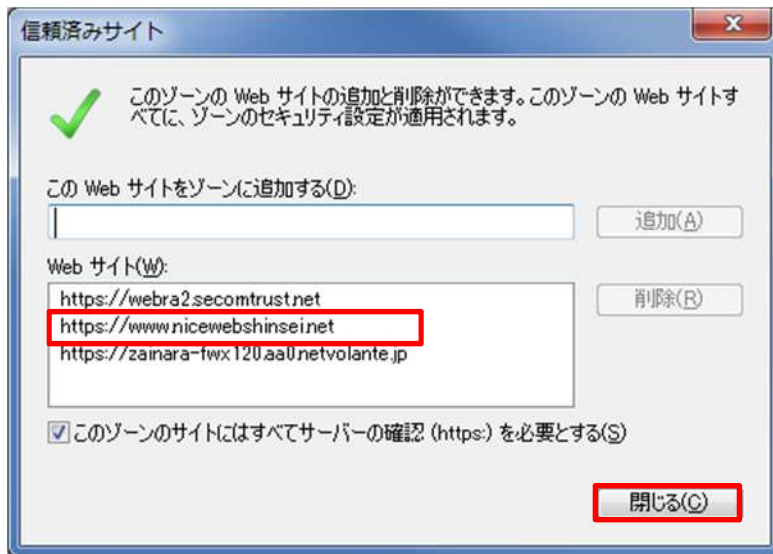 信頼済みサイト
このゾーンの Web サイトの追加と削除ができます。このゾーンの Web サイトす
べてに、ゾーンのセキュリティ設定が適用されます。
この Web サイトをゾーンに追加する(D):
追加(A)
Web サイト(W):
https://webra2.secomtrust.net
削除(R)
https://www.nicewebshinsei.net
https://zainara-fwx120.aa0.netvolante.jp
このゾーンのサイトにはすべてサーバーの確認 (https:) を必要とする(S)
閉じる(C)